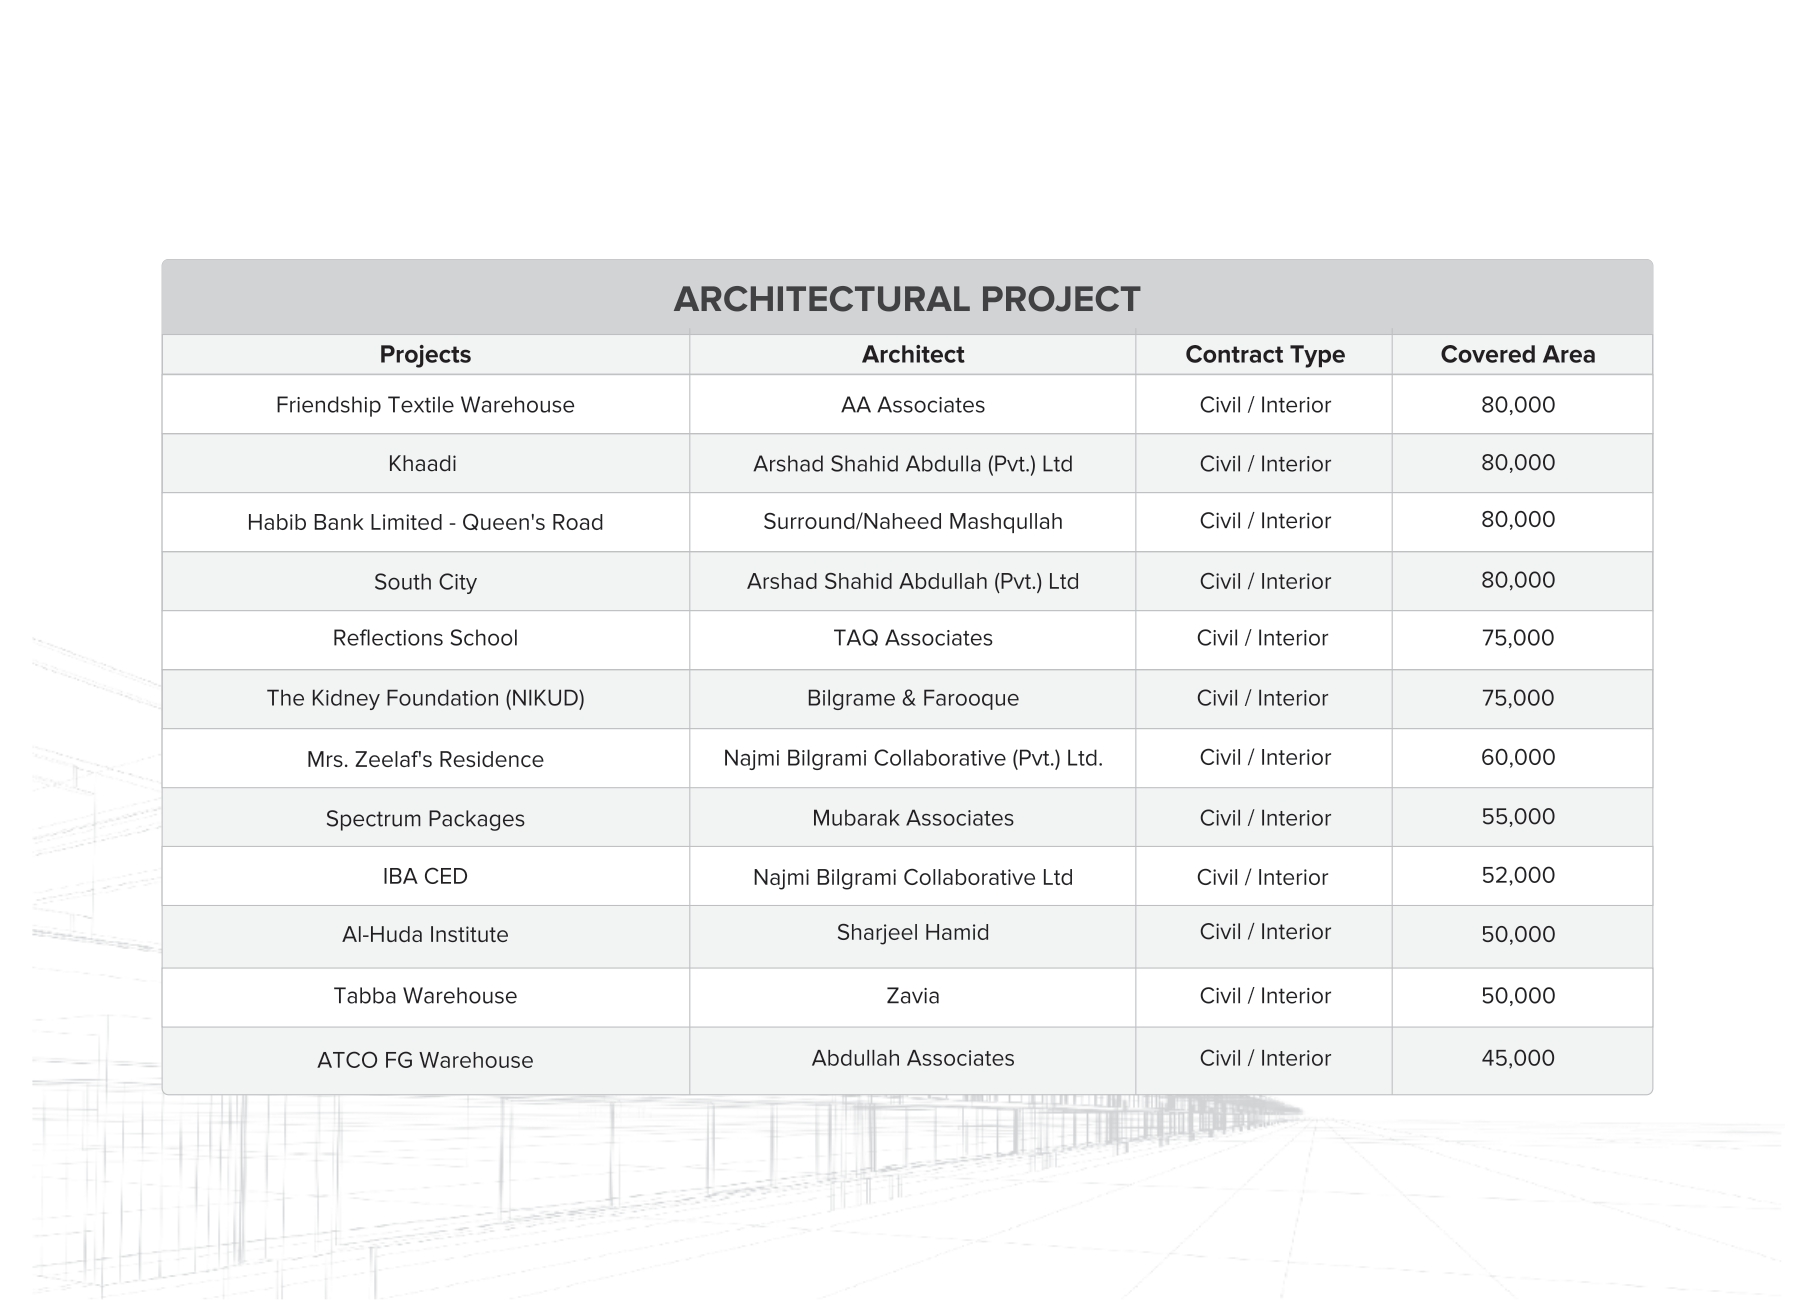 ARCHITECTURAL PROJECT
Projects Architect Contract Type Covered Area
Friendship Textile Warehouse AA Associates Civil / Interior 80,000
Khaadi Arshad Shahid Abdulla (Pvt.) Ltd Civil / Interior 80,000
Habib Bank Limited - Queen's Road Surround/Naheed Mashqullah Civil / Interior 80,000
South City Arshad Shahid Abdullah (Pvt.) Ltd Civil / Interior 80,000
Reflections School TAQ Associates Civil / Interior 75,000
The Kidney Foundation (NIKUD) Bilgrame & Farooque Civil / Interior 75,000
Mrs. Zeelaf's Residence Najmi Bilgrami Collaborative (Pvt.) Ltd. Civil / Interior 60,000
Spectrum Packages Mubarak Associates Civil / Interior 55,000
IBA CED Najmi Bilgrami Collaborative Ltd Civil / Interior 52,000
Al-Huda Institute Sharjeel Hamid Civil / Interior 50,000
Tabba Warehouse Zavia Civil / Interior 50,000
ATCO FG Warehouse Abdullah Associates Civil / Interior 45,000